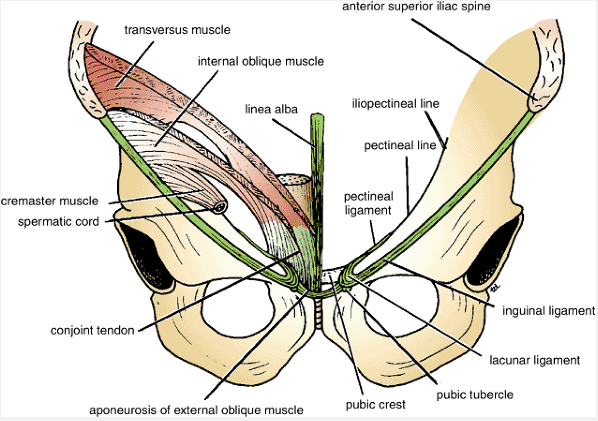 anterior superior iliac spine
transversus muscle
internal oblique muscle
linea alba
iliopectineal line
pectineal line
pectineal
ligament
cremaster muscle
spermatic cord
inguinal ligament
conjoint tendon
lacunar ligament
pubic tubercle
pubic crest
aponeurosis of external oblique muscle